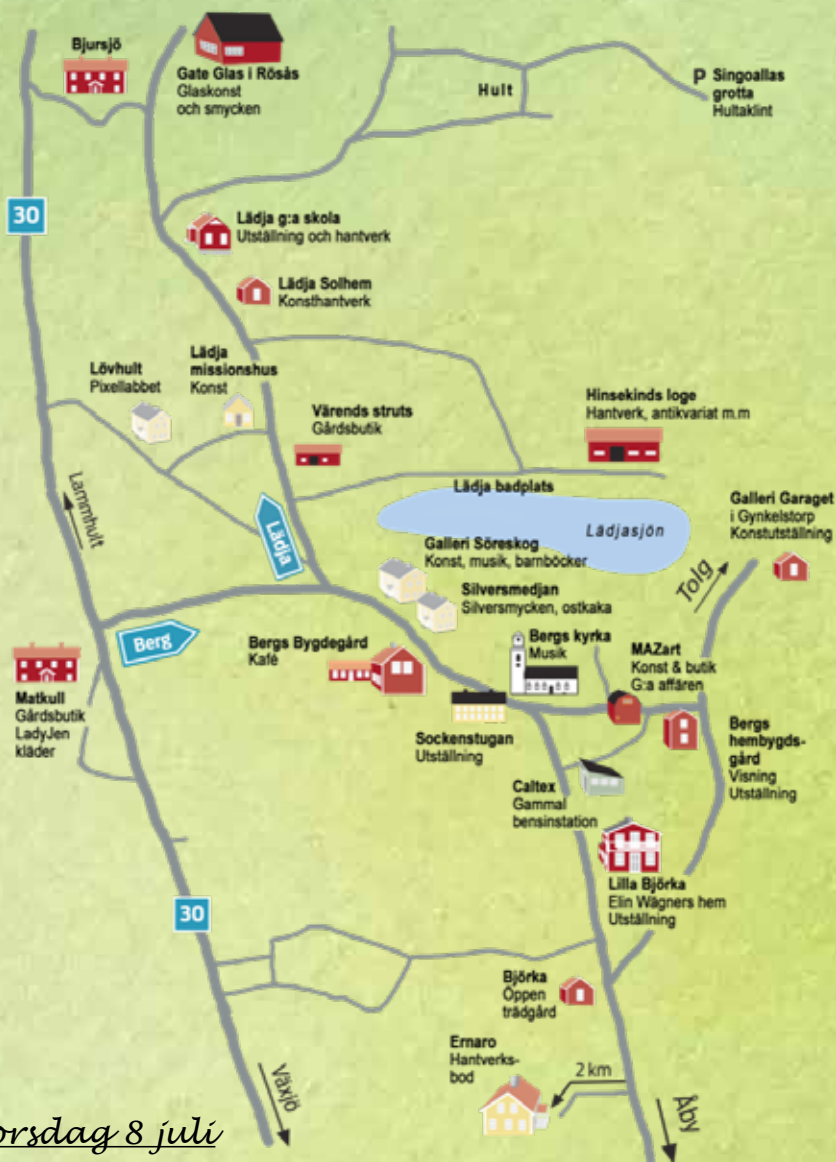 Bjursjö
Gate Glas i Rösås
Glaskonst
och smycken
Hult
P Singoallas
grotta
Hultaklint
30
Lädja g:a skola
Utställning och hantverk
Lädja Solhem
Konsthantverk
Lövhult
Pixellabbet
Lädja
missionshus
Konst
Värends struts
Gårdsbutik
Hinsekinds loge
Hantverk, antikvariat m.m
Lammhult
Lädja
Lädja badplats
Lädjasjön
Galleri Garaget
i Gynkelstorp
Konstutställning
Galleri Söreskog
Konst, musik, barnböcker
Silversmedjan
Silversmycken, ostkaka
Tolg
Berg
Bergs Bygdegård
Kafé
Bergs kyrka
Musik
MAZart
Konst & butik
G:a affären
Matkull
Gårdsbutik
LadyJen
kläder
Sockenstugan
Utställning
Bergs
hembygds-
gård
Visning
Utställning
Caltex
Gammal
bensinstation
Lilla Björka
Elin Wägners hem
Utställning
30
Björka
Öppen
trädgård
Ernaro
Hantverks-
bod
2 km
Växjö
Åby
orsdag 8 juli